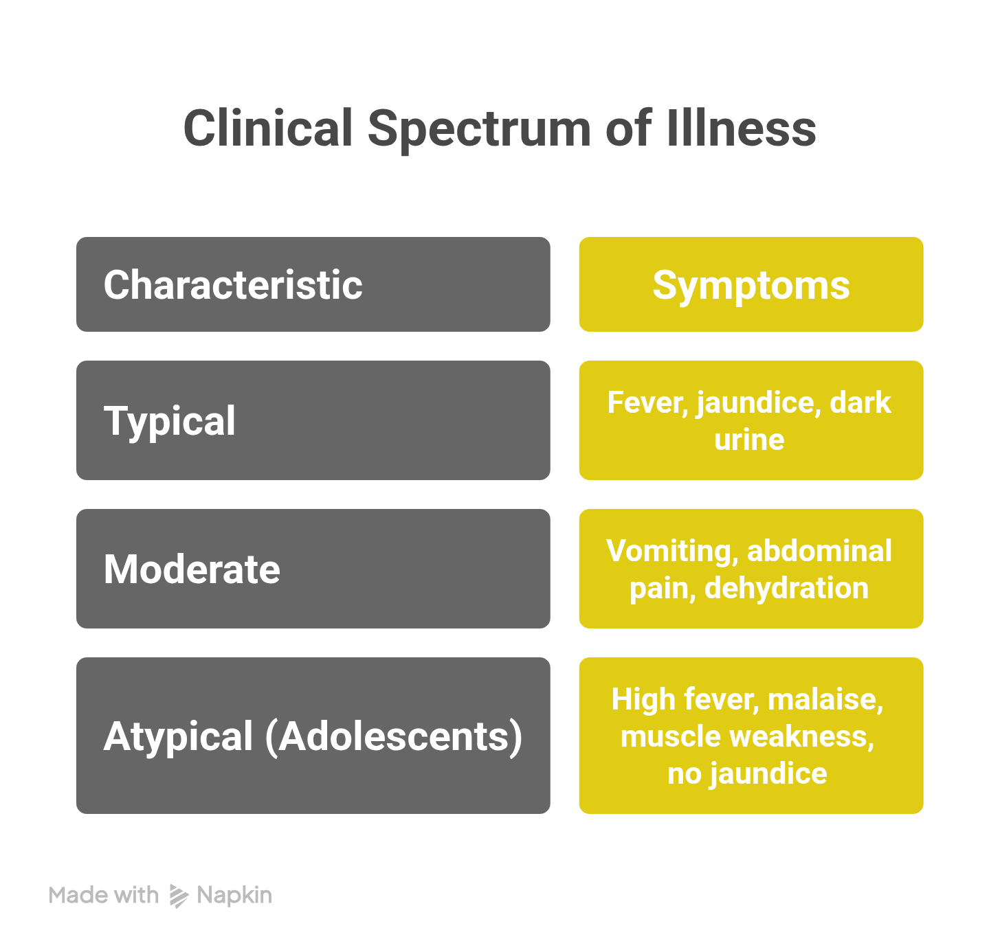 Clinical Spectrum of Illness
Characteristic
Symptoms
Typical
Fever, jaundice, dark
urine
Moderate
Vomiting, abdominal
pain, dehydration
Atypical (Adolescents)
High fever, malaise,
muscle weakness,
no jaundice
Made with Napkin